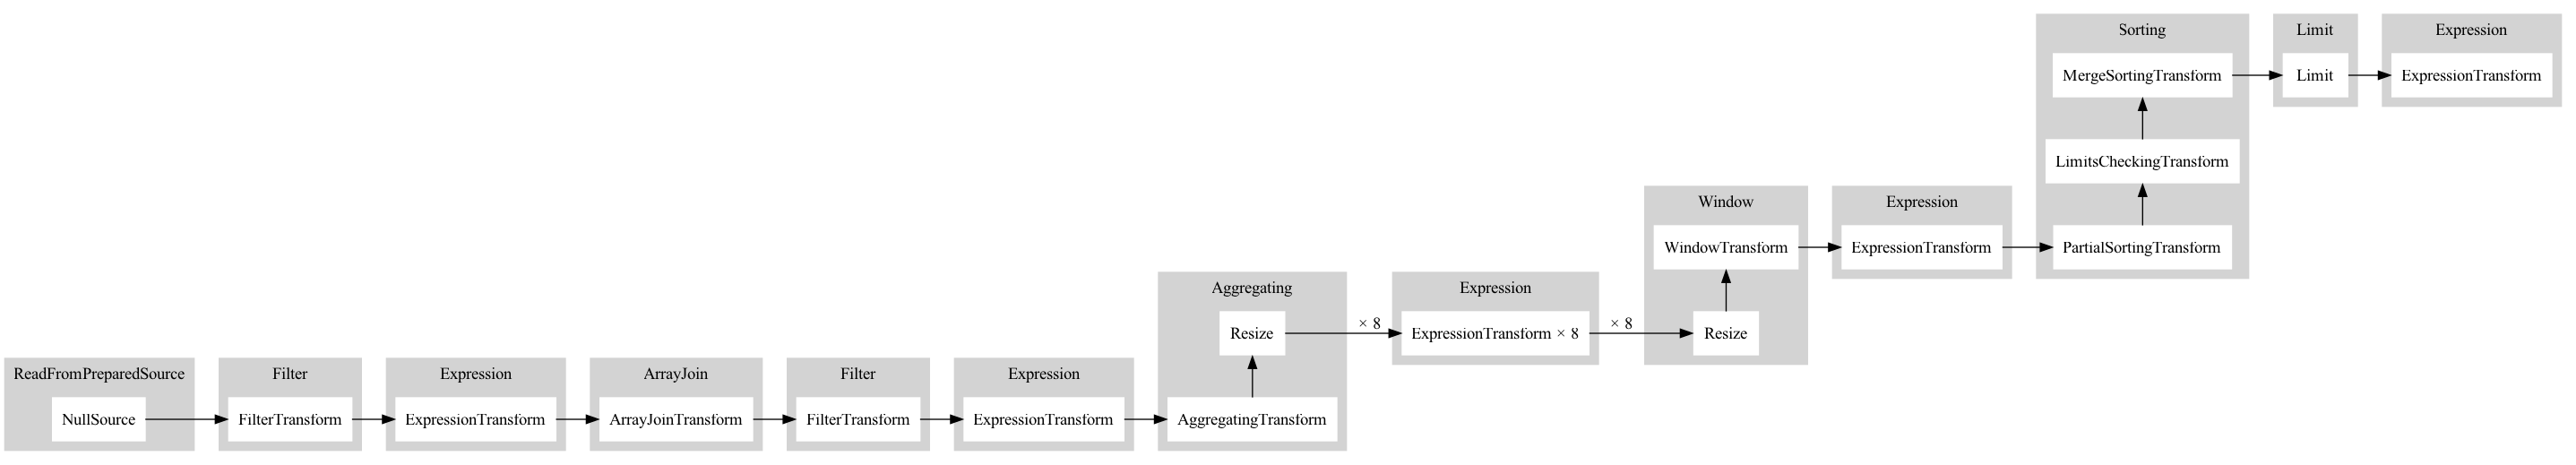 ReadFromPreparedSource
NullSource
Filter
FilterTransform
Expression
ExpressionTransform
ArrayJoin
ArrayJoinTransform
Filter
FilterTransform
Expression
ExpressionTransform
Aggregating
Resize
AggregatingTransform
× 8
Expression
ExpressionTransform × 8
× 8
Window
WindowTransform
Resize
Expression
ExpressionTransform
Sorting
MergeSortingTransform
LimitsCheckingTransform
PartialSortingTransform
Limit
Limit
Expression
ExpressionTransform